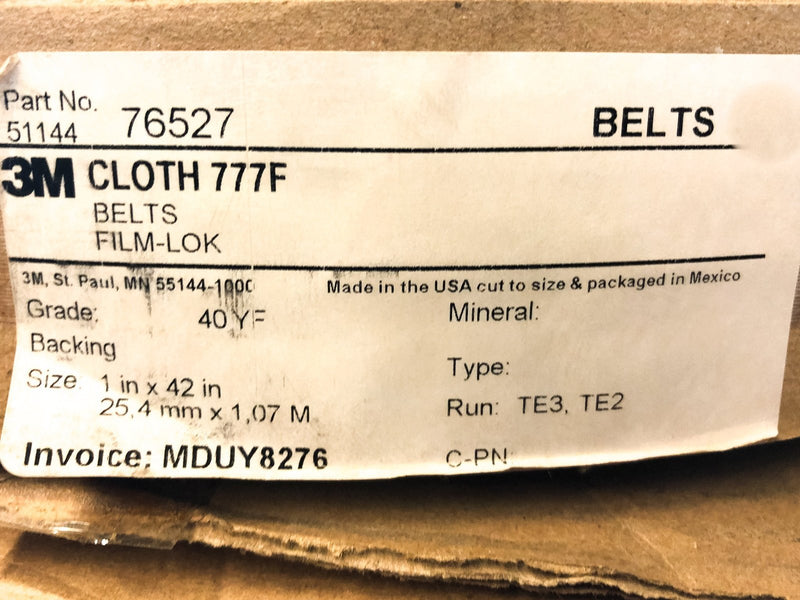 Part No.
51144 76527 BELTS
3M CLOTH 777F
BELTS
FILM-LOK
3M, St. Paul, MN 55144-1000 Made in the USA cut to size & packaged in Mexico
Grade: 40 YF Mineral:
Backing
Type:
Size: 1 in x 42 in
25,4 mm x 1,07 M Run: TE3, TE2
Invoice: MDUY8276 C-PN: